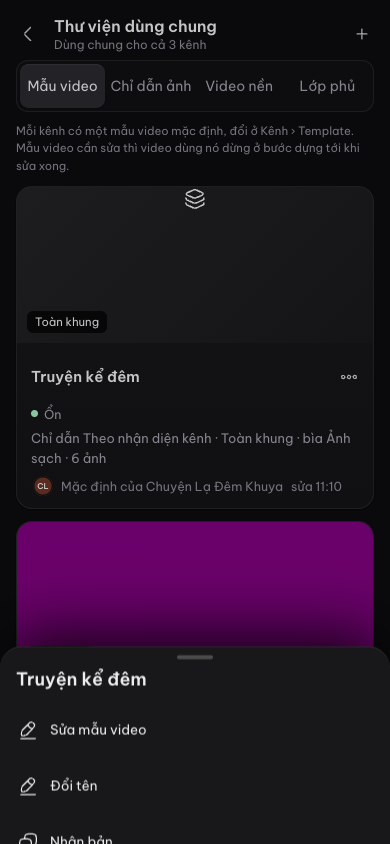 Thư viện dùng chung
Dùng chung cho cả 3 kênh
Mẫu video
Chỉ dẫn ảnh
Video nền
Lớp phủ
Mỗi kênh có một mẫu video mặc định, đổi ở Kênh › Template.
Mẫu video cần sửa thì video dùng nó dừng ở bước dựng tới khi
sửa xong.
Toàn khung
Truyện kể đêm
Ổn
Chỉ dẫn Theo nhận diện kênh · Toàn khung · bìa Ảnh
sạch · 6 ảnh
CL
Mặc định của Chuyện Lạ Đêm Khuya sửa 11:10
Truyện kể đêm
Sửa mẫu video
Đổi tên
Nhân bản